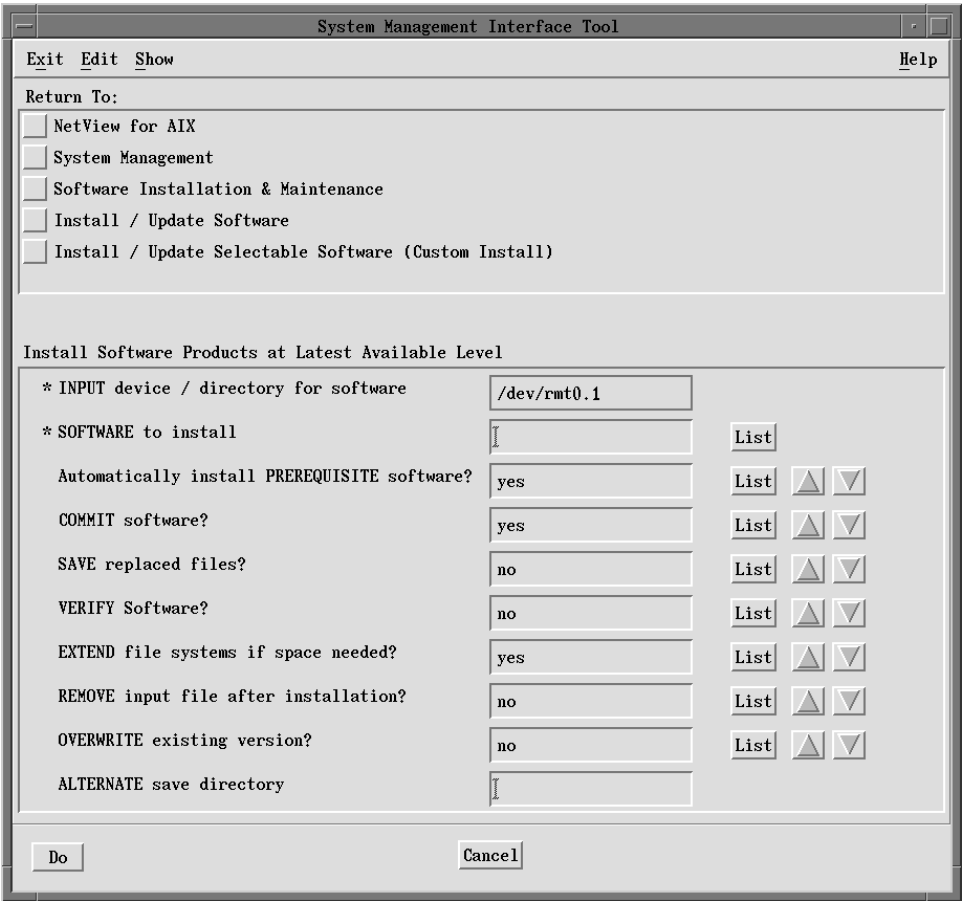 System Management Interface Tool
Exit Edit Show Help
Return To:
NetView for AIX
System Management
Software Installation & Maintenance
Install / Update Software
Install / Update Selectable Software (Custom Install)
Install Software Products at Latest Available Level
* INPUT device / directory for software /dev/rmt0.1
* SOFTWARE to install List
Automatically install PREREQUISITE software? yes List
COMMIT software? yes List
SAVE replaced files? no List
VERIFY Software? no List
EXTEND file systems if space needed? yes List
REMOVE input file after installation? no List
OVERWRITE existing version? no List
ALTERNATE save directory
Do Cancel